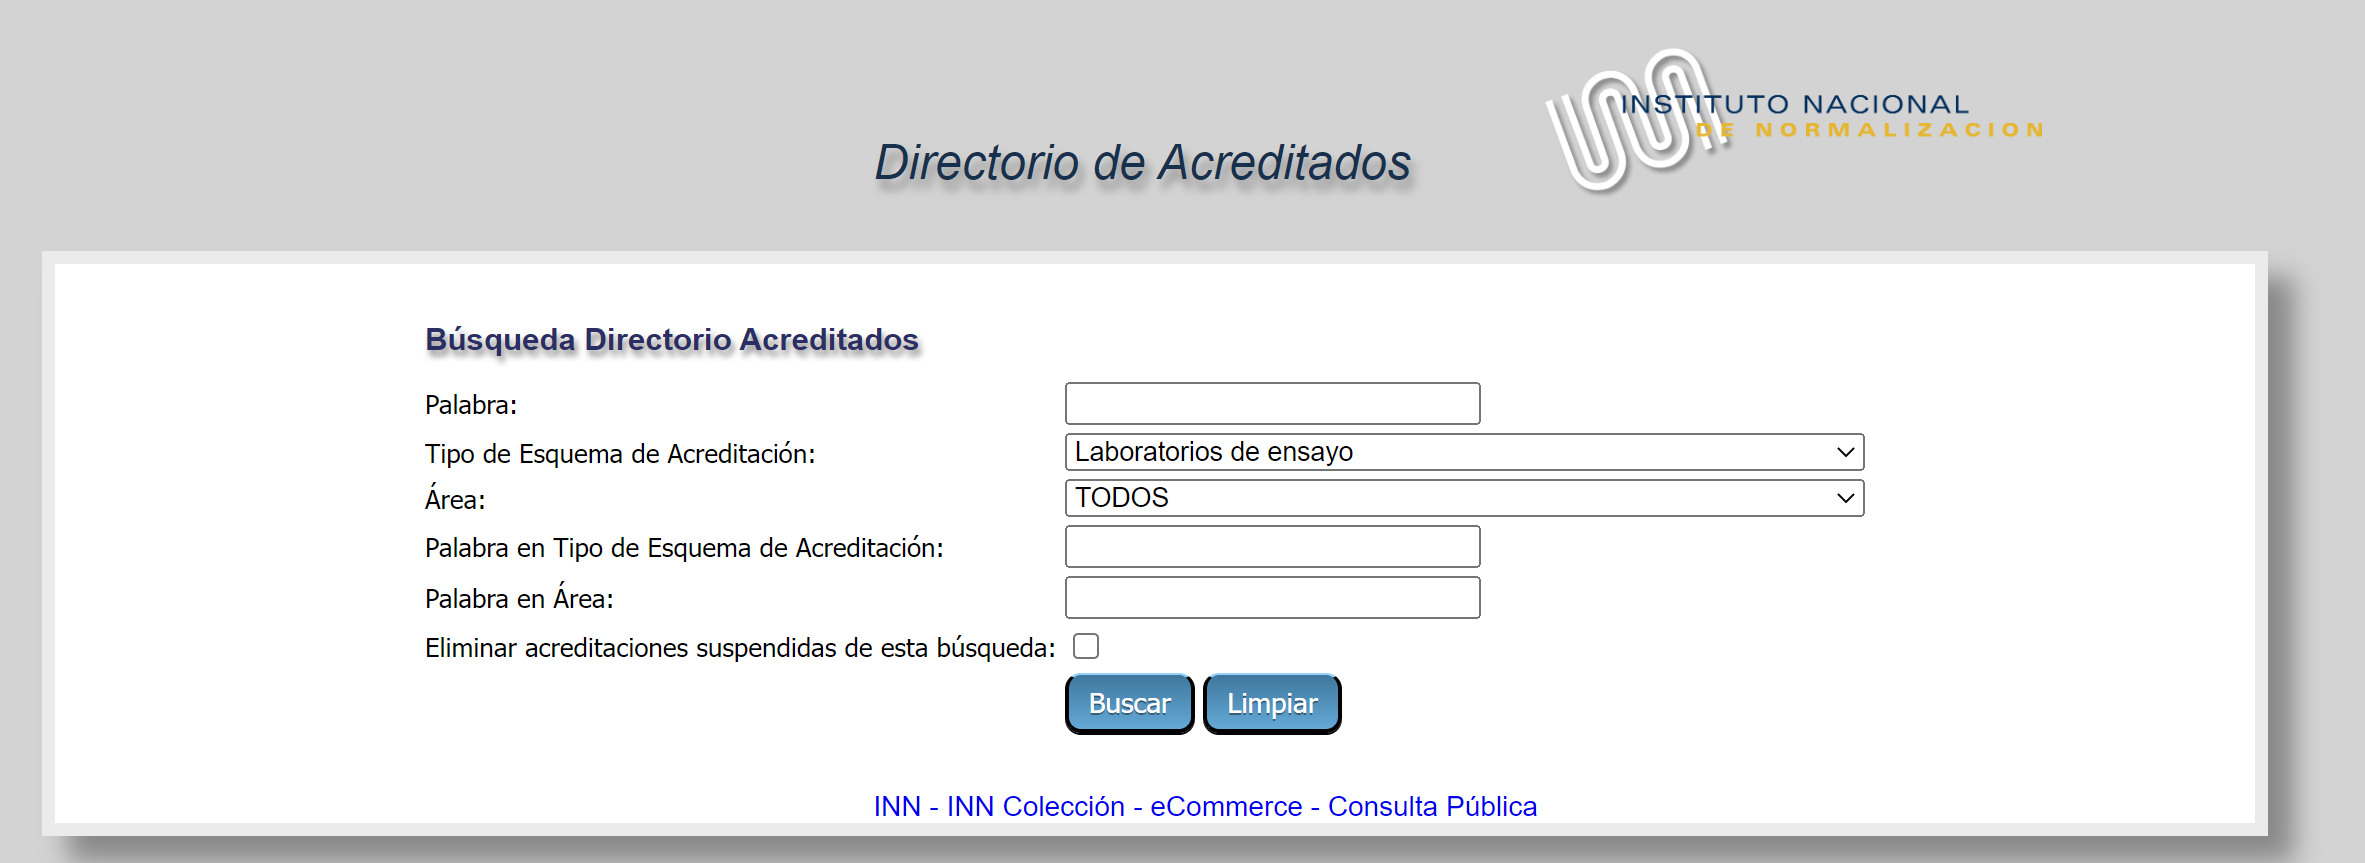 INSTITUTO NACIONAL
DE NORMALIZACION
Directorio de Acreditados
Búsqueda Directorio Acreditados
Palabra:
Tipo de Esquema de Acreditación: Laboratorios de ensayo
Área: TODOS
Palabra en Tipo de Esquema de Acreditación:
Palabra en Área:
Eliminar acreditaciones suspendidas de esta búsqueda:
Buscar Limpiar
INN - INN Colección - eCommerce - Consulta Pública